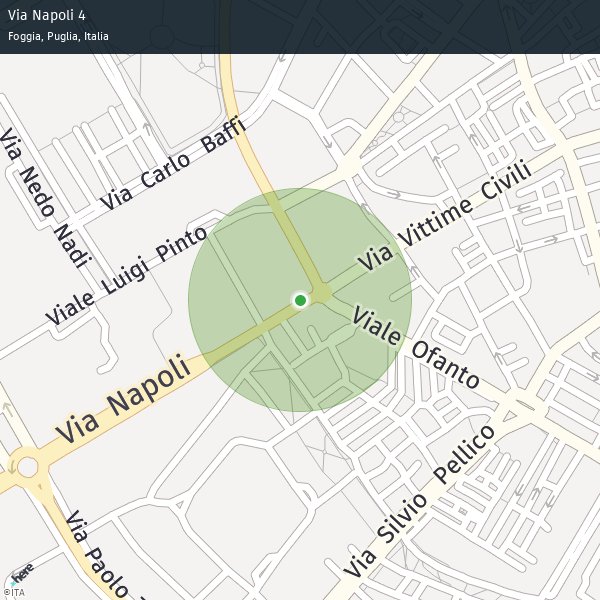 Via Napoli 4
Foggia, Puglia, Italia
Via Carlo Baffi
Via Nedo Nadi
Via Vittime Civili
Viale Luigi Pinto
Viale Ofanto
Via Napoli
Via Silvio Pellico
Via Paolo
here
©ITA